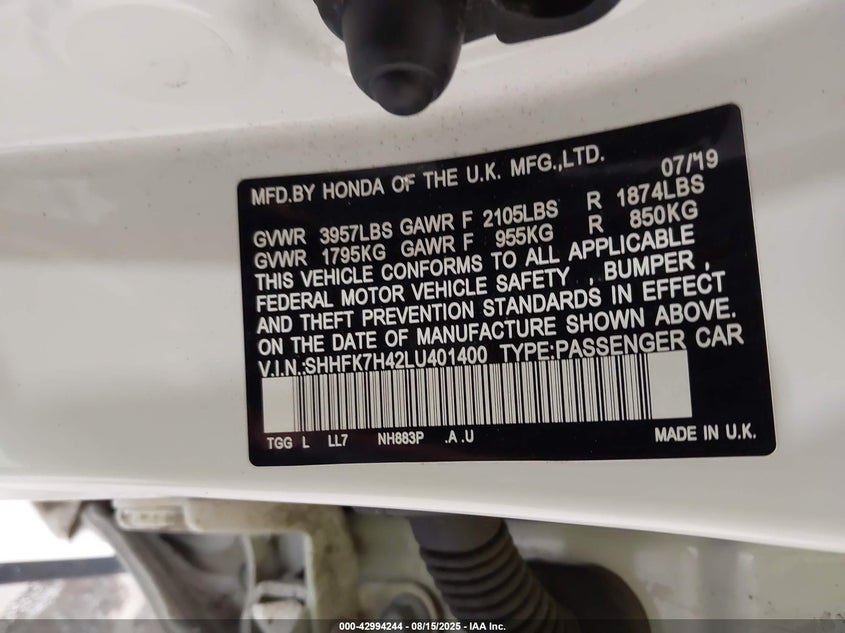 MFD.BY HONDA OF THE U.K. MFG.,LTD. 07/'19
GVWR 3957LBS GAWR F 2105LBS R 1874LBS
GVWR 1795KG GAWR F 955KG R 850KG
THIS VEHICLE CONFORMS TO ALL APPLICABLE
FEDERAL MOTOR VEHICLE SAFETY , BUMPER ,
AND THEFT PREVENTION STANDARDS IN EFFECT
ON THE DATE OF MANUFACTURE SHOWN ABOVE.
V.I.N.:SHHFK7H42LU401400 TYPE:PASSENGER CAR
TGG L LL7 NH883P .A .U MADE IN U.K.
000-42994244 - 08/15/2025 - IAA Inc.